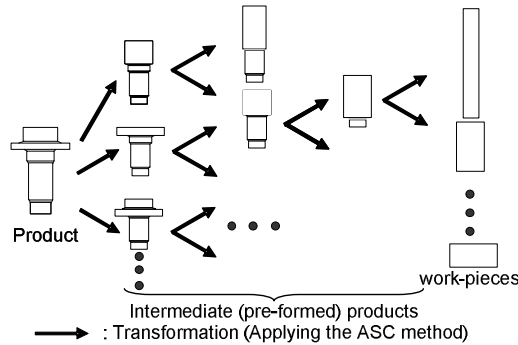 Product
work-pieces
Intermediate (pre-formed) products
: Transformation (Applying the ASC method)